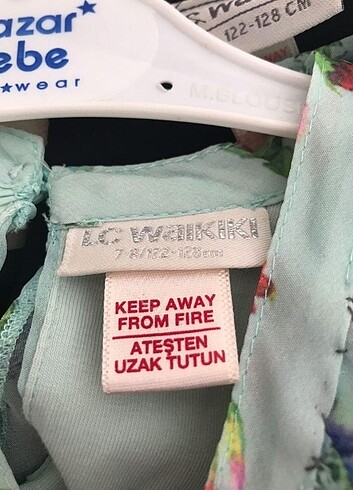 azar
ebe
wear
122-128 CM
M.BLOUS
LC WAIKIKI
7-8/122-128cm
KEEP AWAY
FROM FIRE
ATEŞTEN
UZAK TUTUN